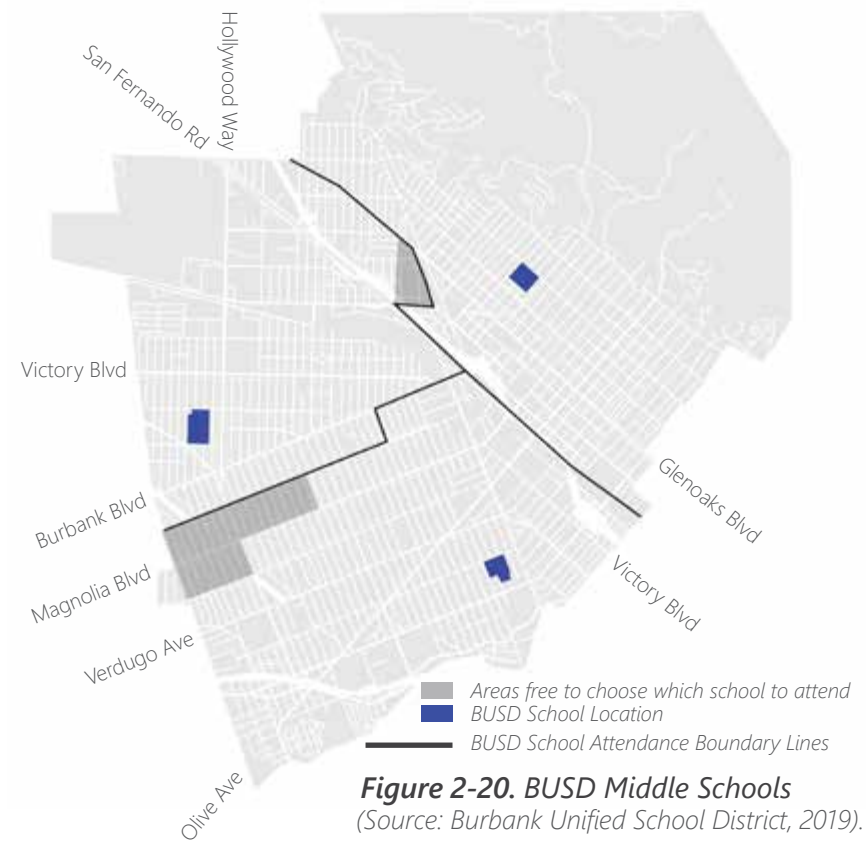 Hollywood Way
San Fernando Rd
Victory Blvd
Burbank Blvd
Magnolia Blvd
Verdugo Ave
Olive Ave
Glenoaks Blvd
Victory Blvd
Areas free to choose which school to attend
BUSD School Location
BUSD School Attendance Boundary Lines
Figure 2-20. BUSD Middle Schools
(Source: Burbank Unified School District, 2019).